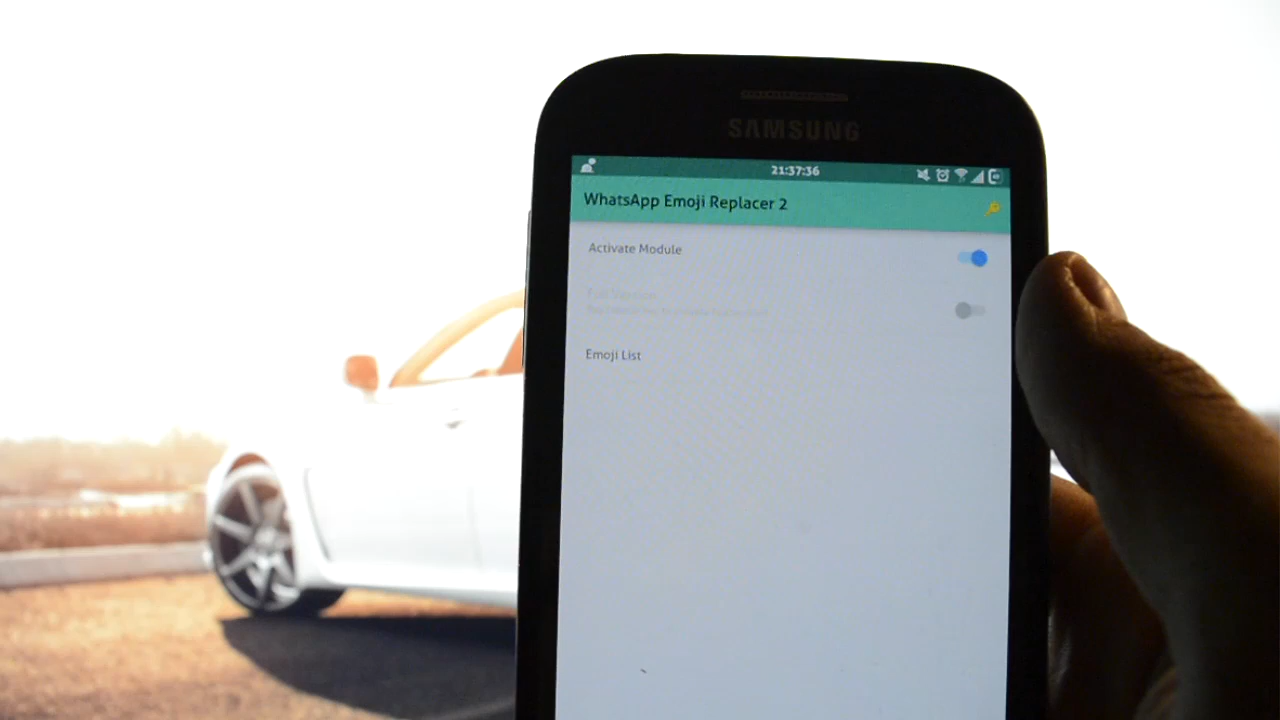 SAMSUNG
21:37:36
WhatsApp Emoji Replacer 2
Activate Module
Emoji List